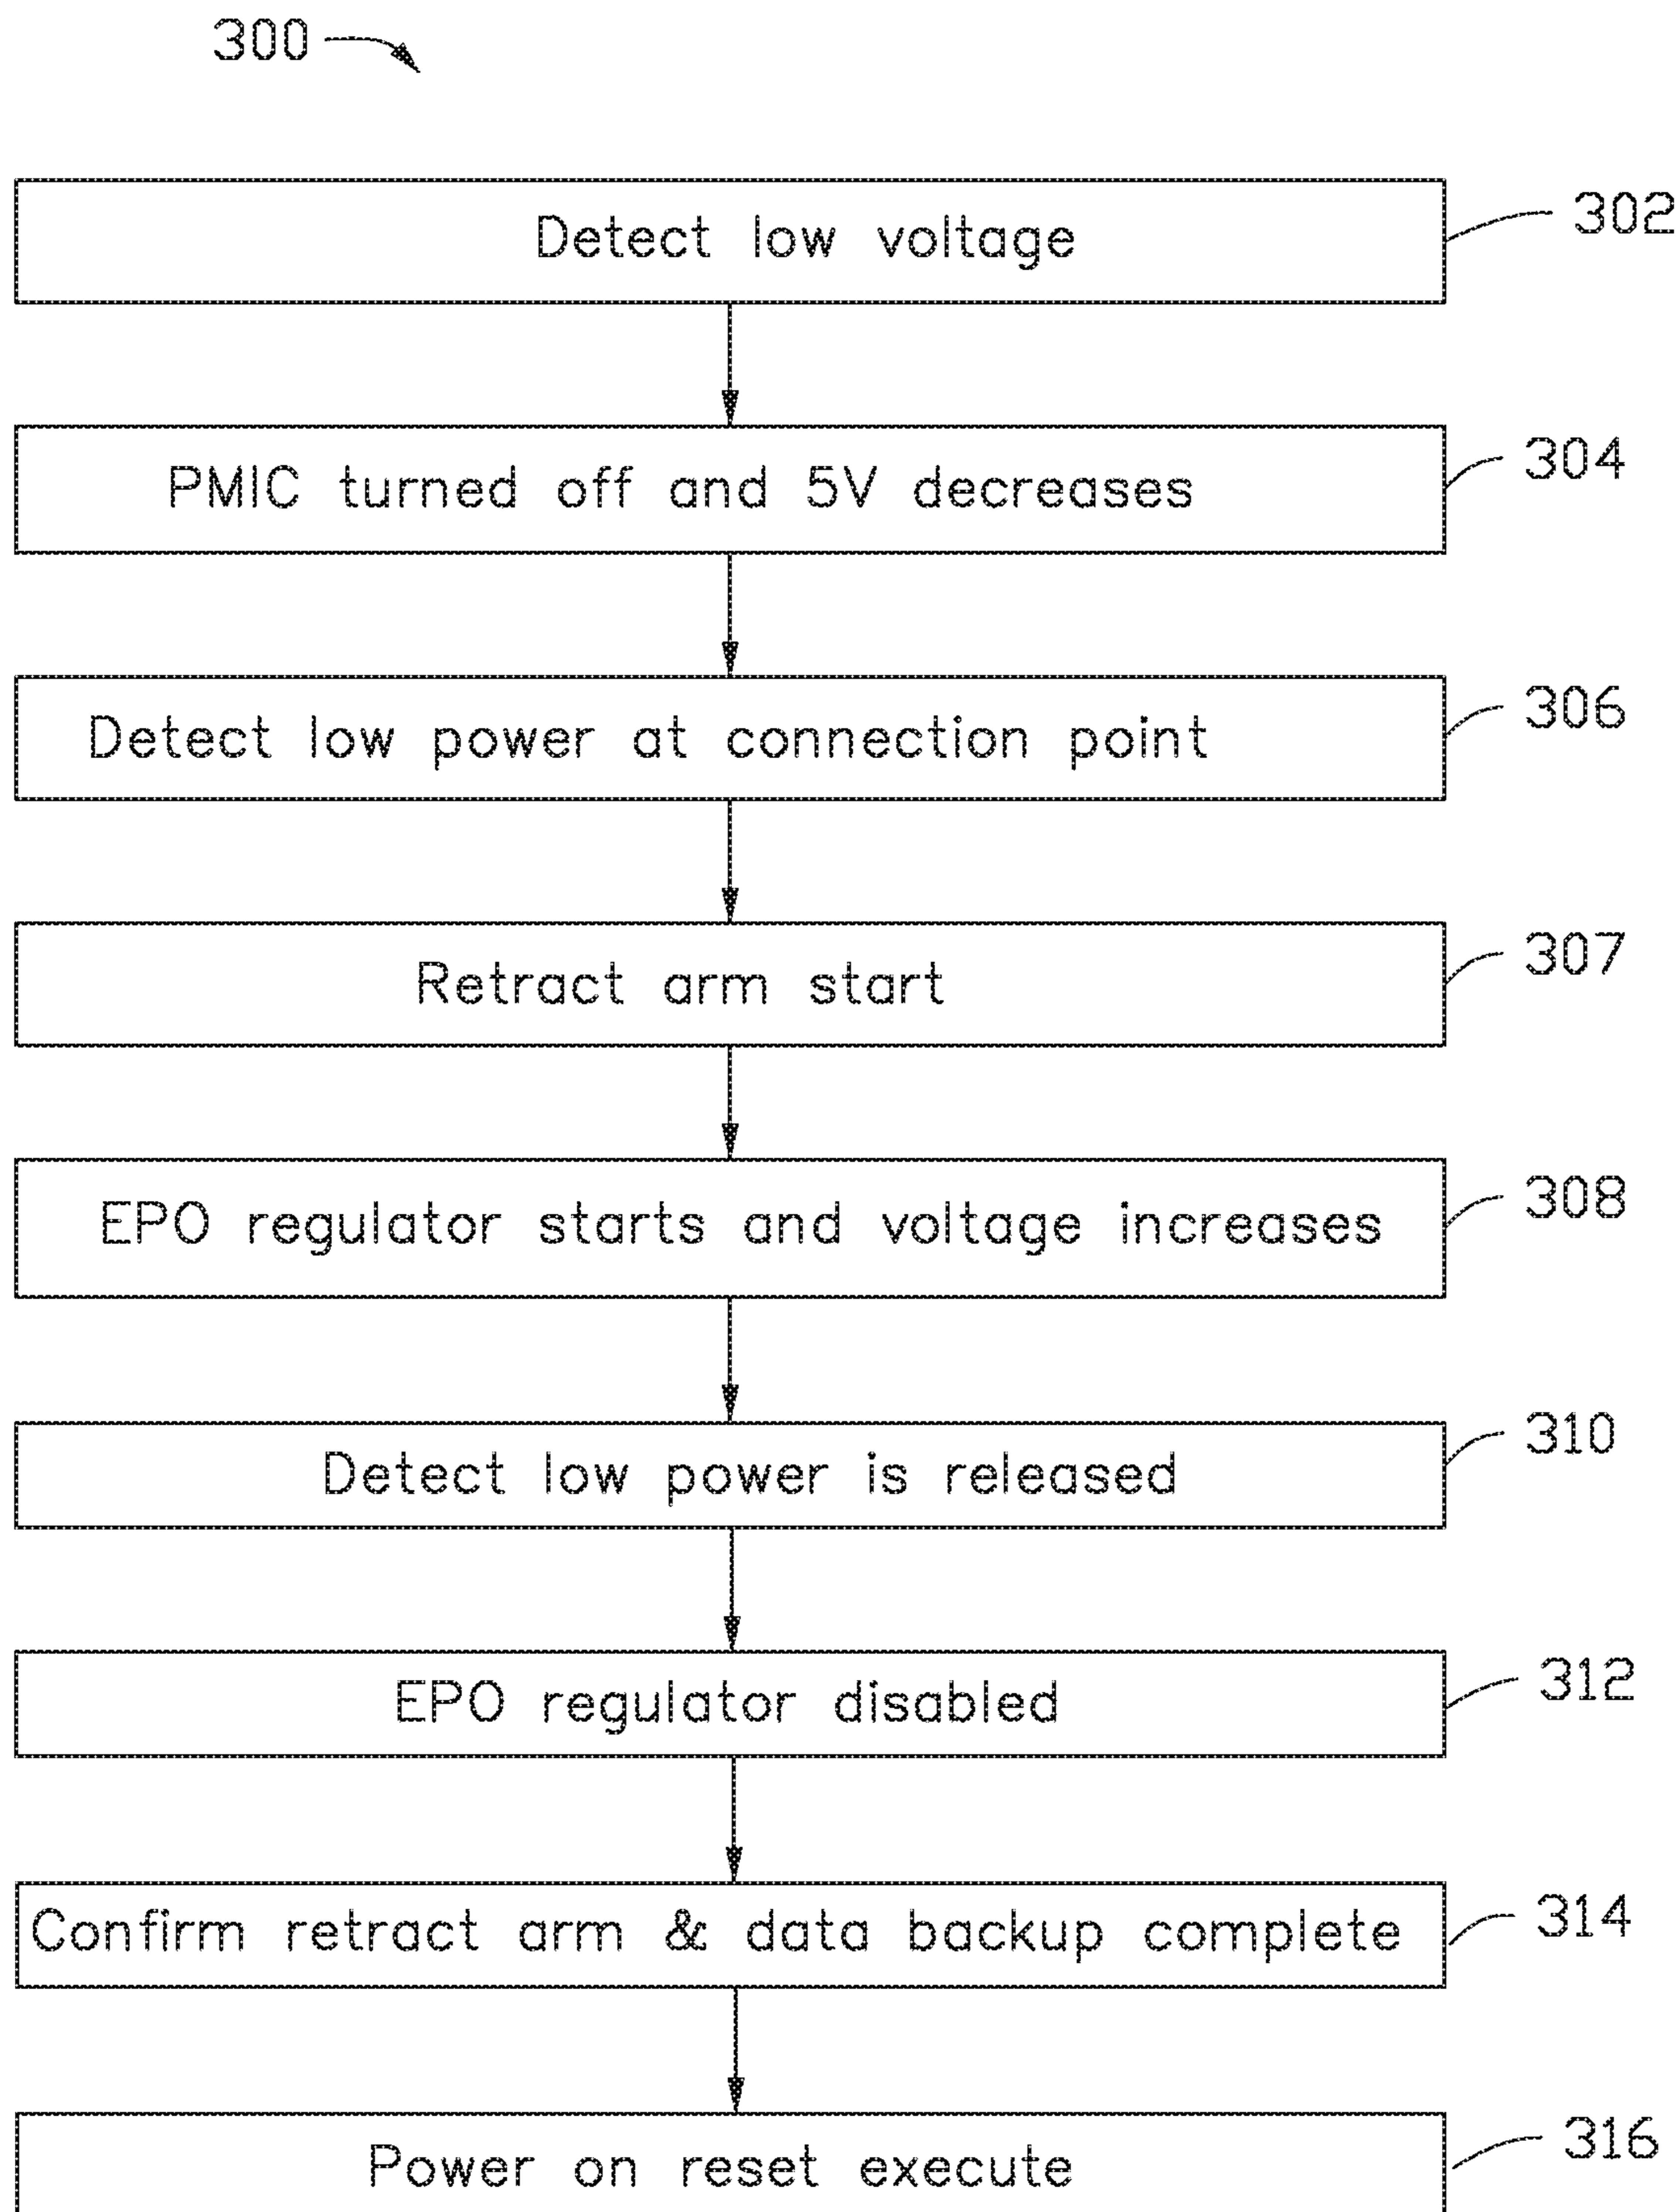 300
Detect low voltage
302
PMIC turned off and 5V decreases
304
Detect low power at connection point
306
Retract arm start
307
EPO regulator starts and voltage increases
308
Detect low power is released
310
EPO regulator disabled
312
Confirm retract arm & data backup complete
314
Power on reset execute
316